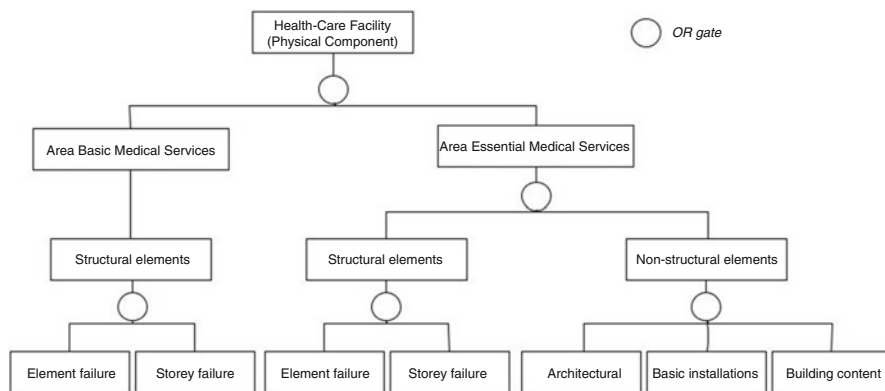 Health-Care Facility
(Physical Component)
OR gate
Area Basic Medical Services
Area Essential Medical Services
Structural elements
Structural elements
Non-structural elements
Element failure
Storey failure
Element failure
Storey failure
Architectural
Basic installations
Building content